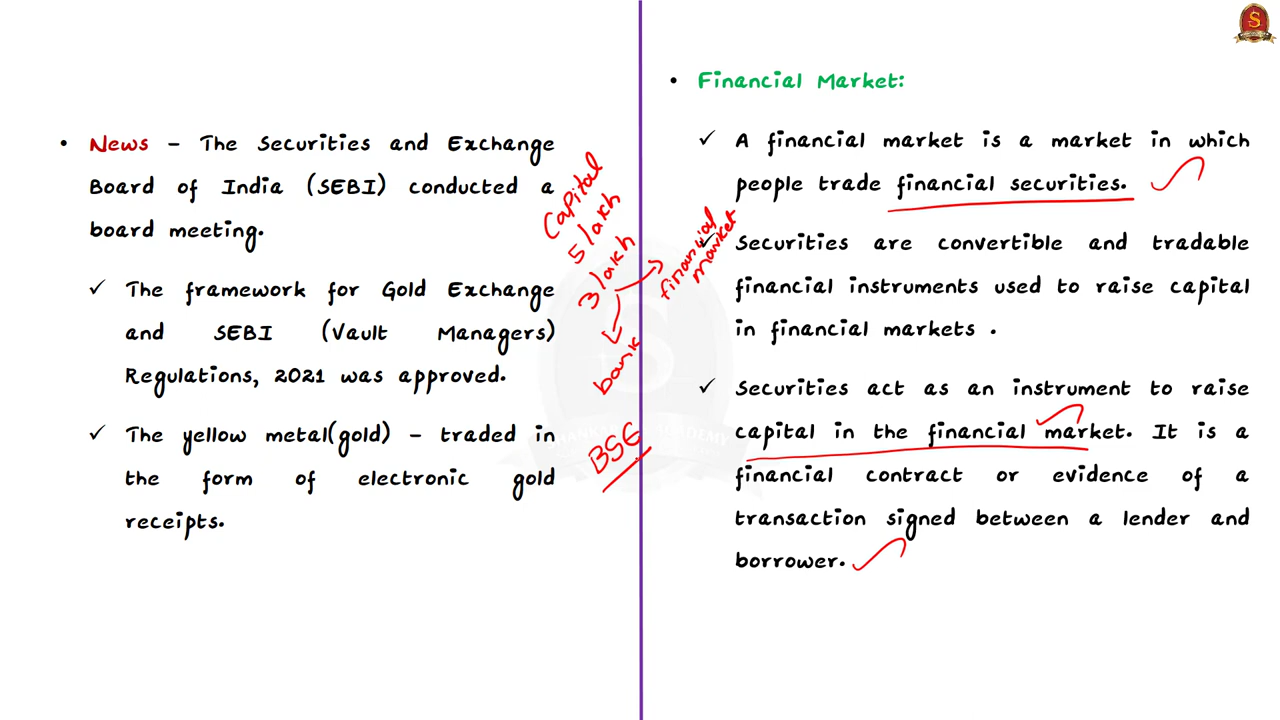 • News – The Securities and Exchange
Board of India (SEBI) conducted a
board meeting.
✓ The framework for Gold Exchange
and SEBI (Vault Managers)
Regulations, 2021 was approved.
✓ The yellow metal(gold) – traded in
the form of electronic gold
receipts.
Capital
5 lakh
3 lakh
financial
market
bank
BSE
• Financial Market:
✓ A financial market is a market in which
people trade financial securities.
✓ Securities are convertible and tradable
financial instruments used to raise capital
in financial markets .
✓ Securities act as an instrument to raise
capital in the financial market. It is a
financial contract or evidence of a
transaction signed between a lender and
borrower.